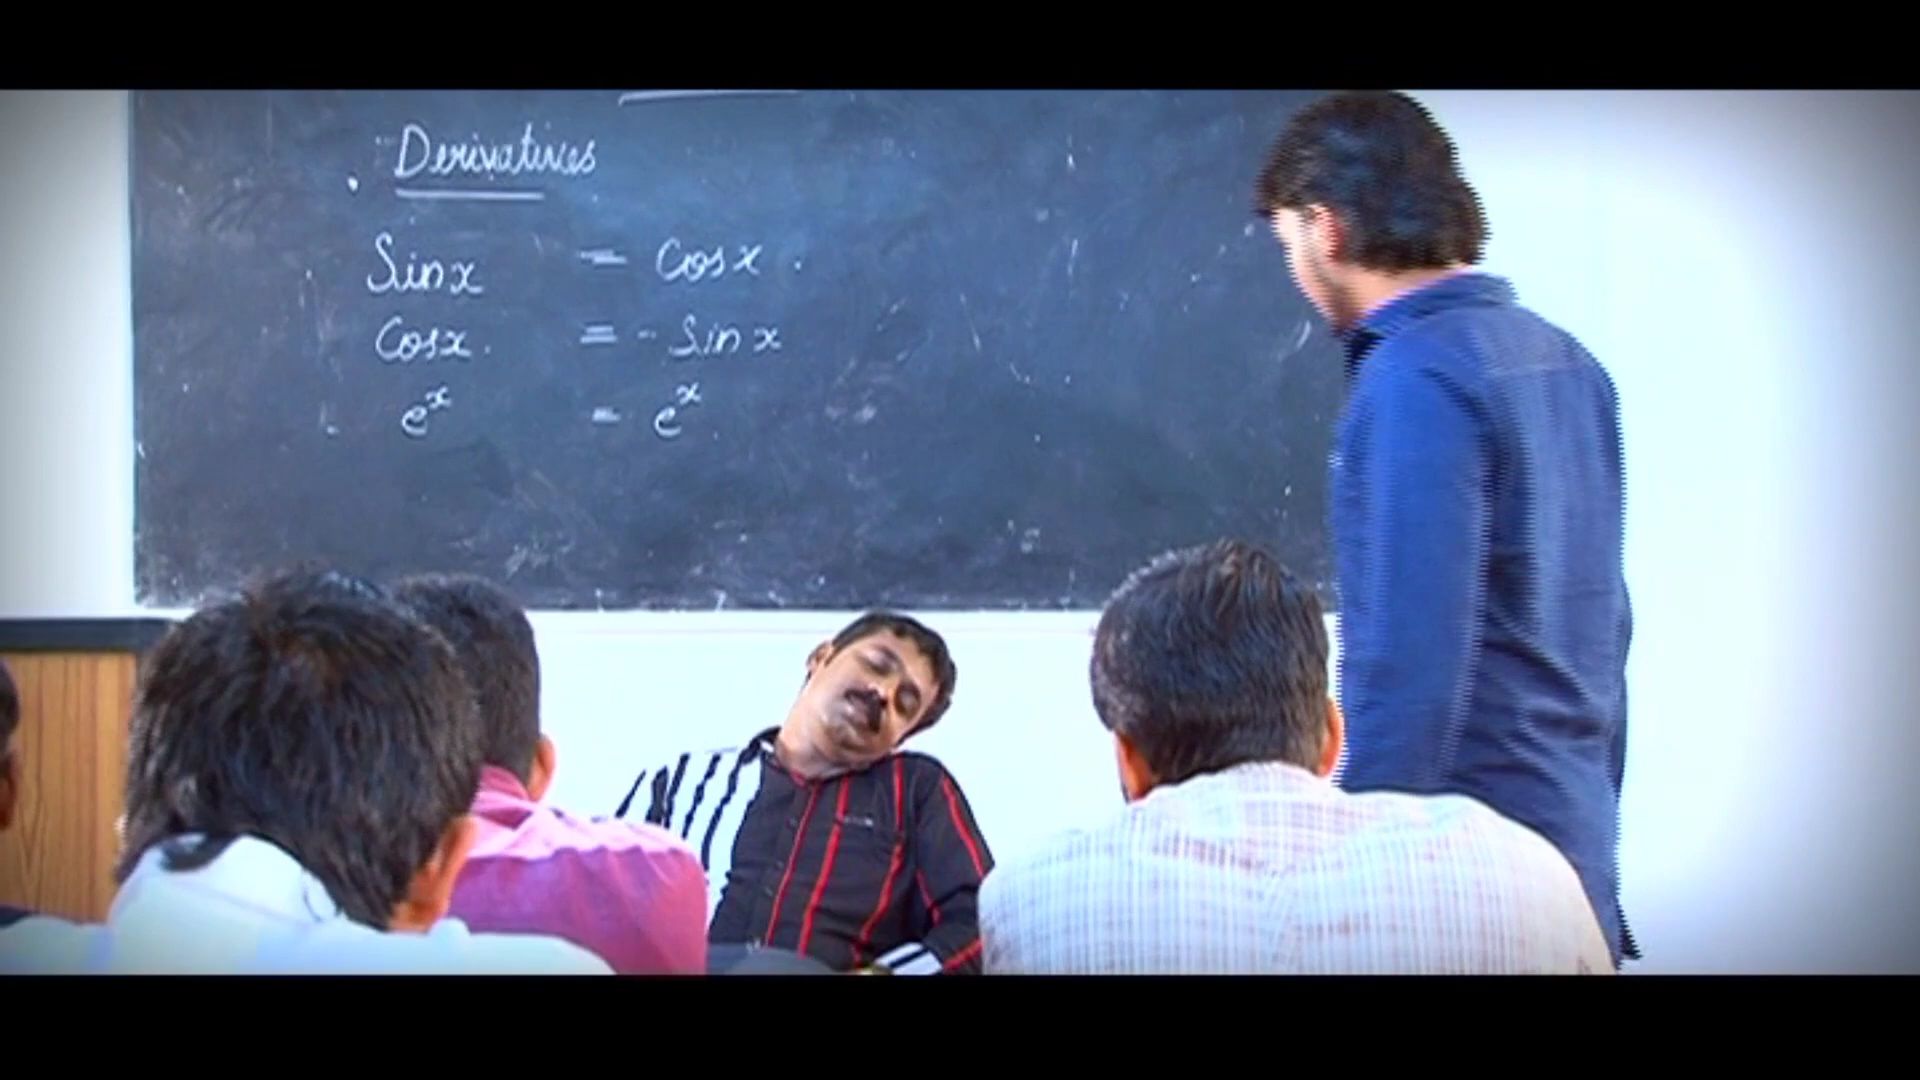 Derivatives
Sinx = Cosx
Cosx = - Sinx
e^x = e^x